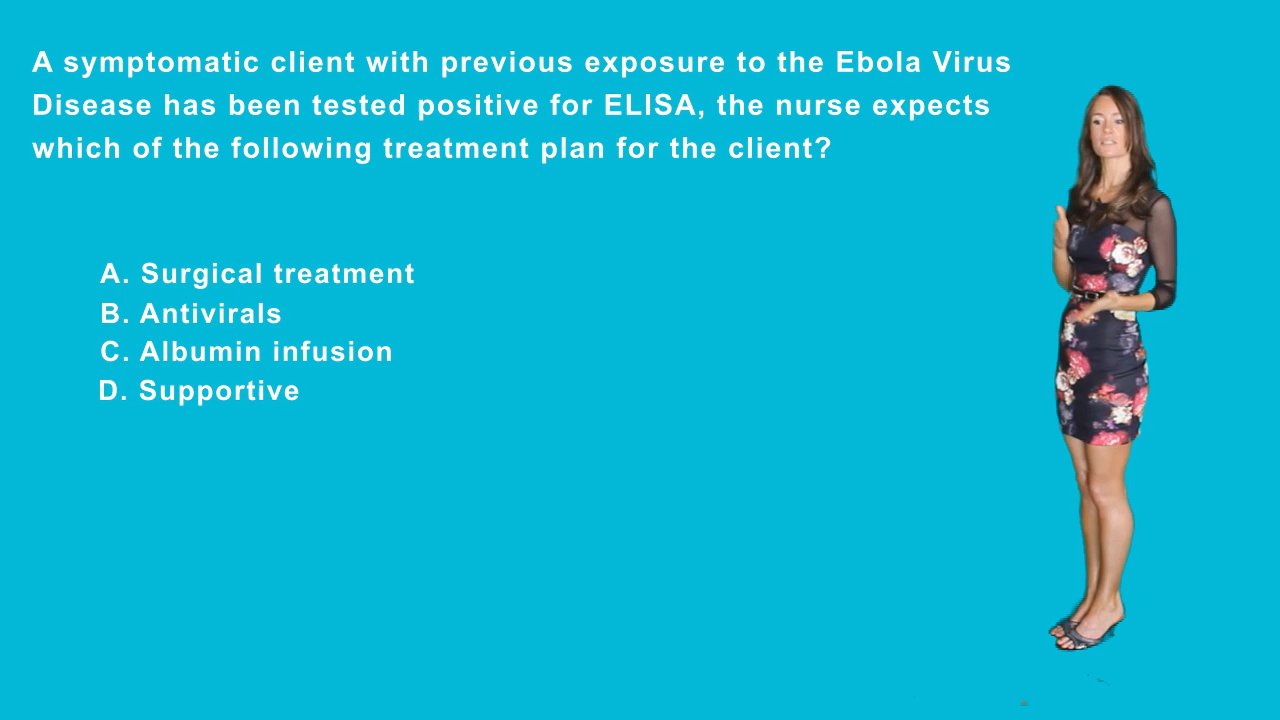 A symptomatic client with previous exposure to the Ebola Virus
Disease has been tested positive for ELISA, the nurse expects
which of the following treatment plan for the client?
A. Surgical treatment
B. Antivirals
C. Albumin infusion
D. Supportive